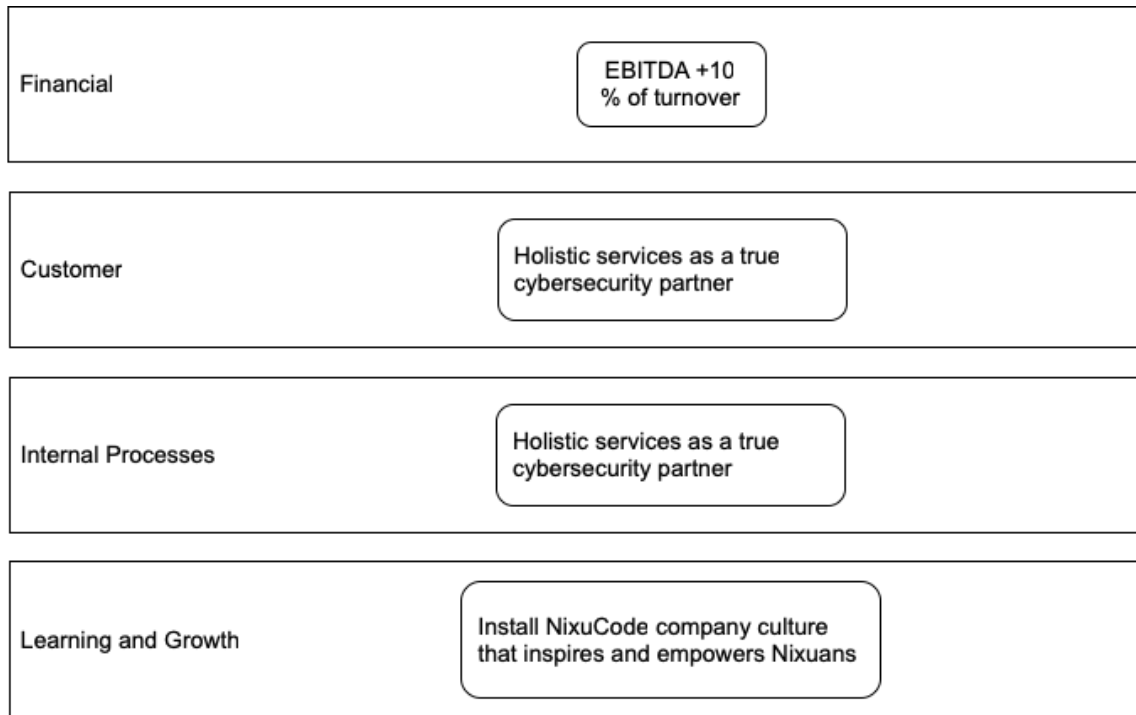 Financial
EBITDA +10
% of turnover
Customer
Holistic services as a true
cybersecurity partner
Internal Processes
Holistic services as a true
cybersecurity partner
Learning and Growth
Install NixuCode company culture
that inspires and empowers Nixuans